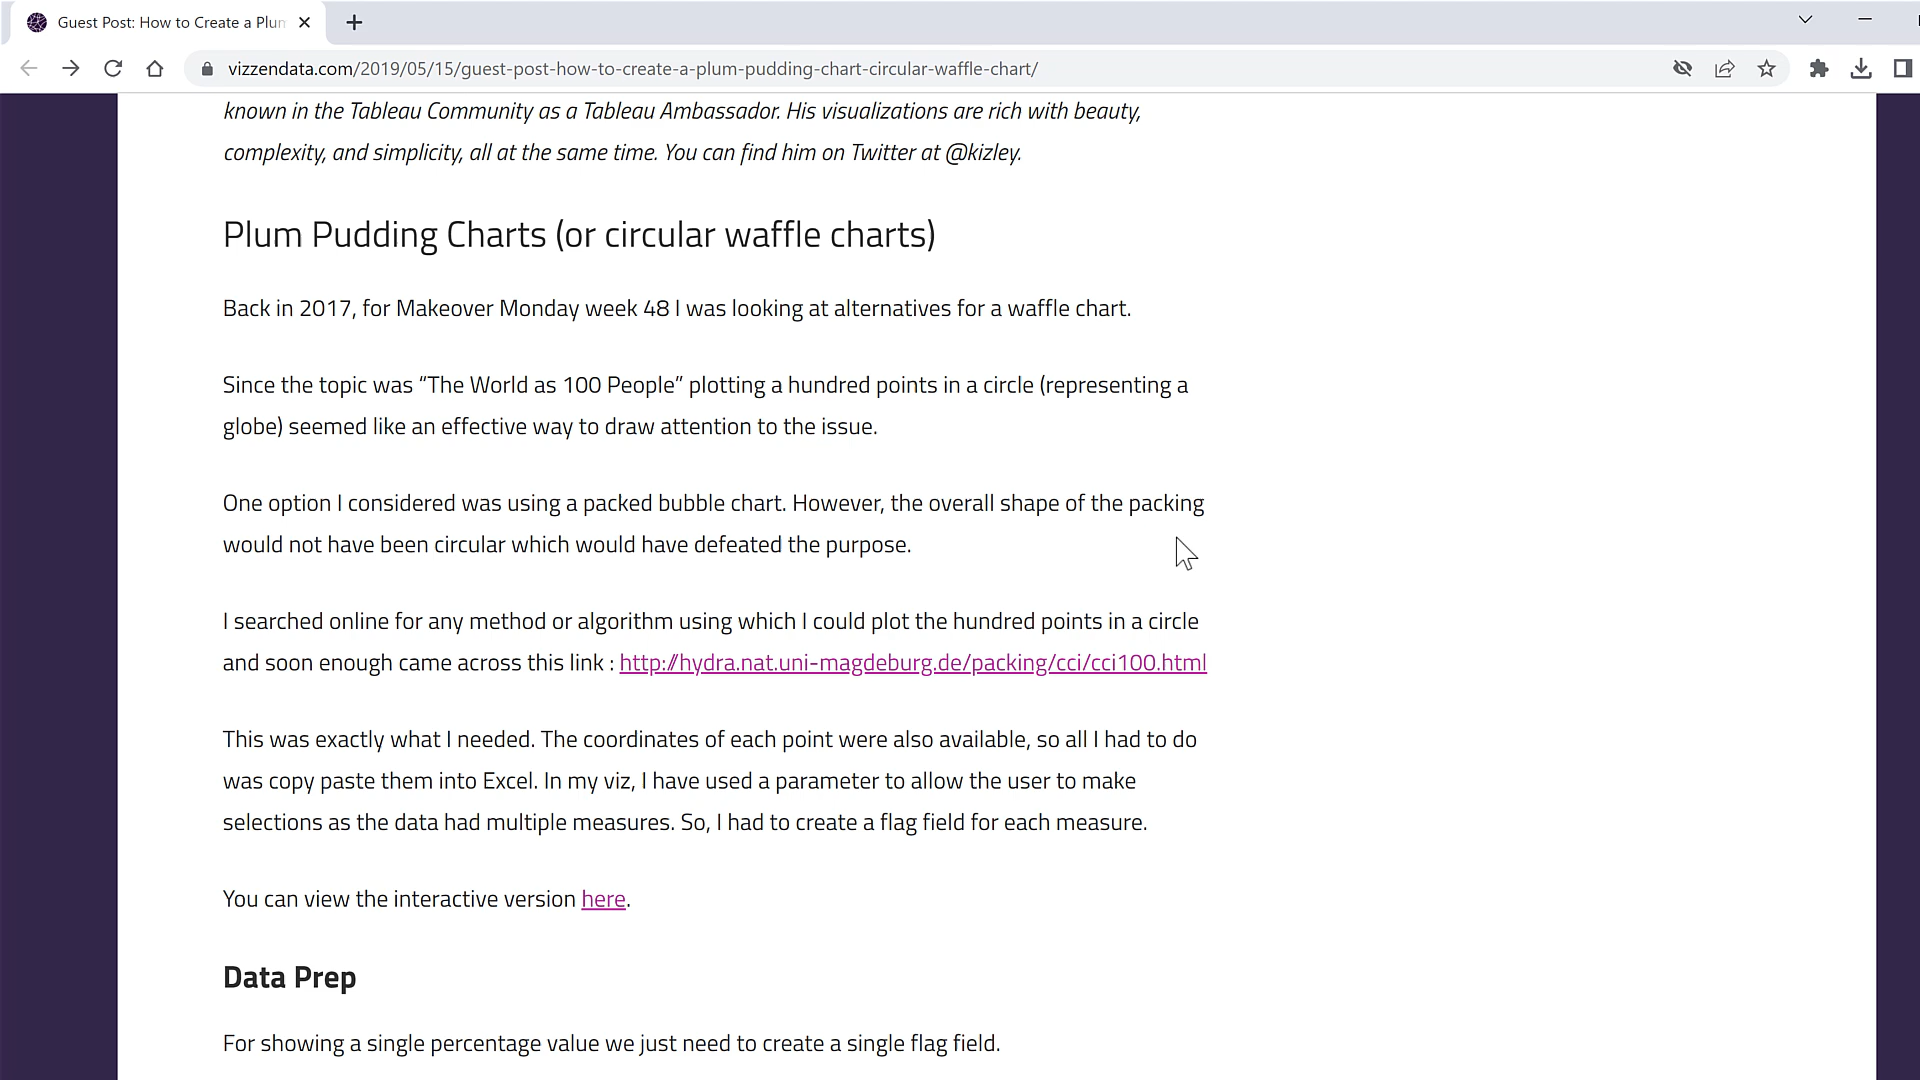 Guest Post: How to Create a Plum
vizzendata.com/2019/05/15/guest-post-how-to-create-a-plum-pudding-chart-circular-waffle-chart/
known in the Tableau Community as a Tableau Ambassador. His visualizations are rich with beauty,
complexity, and simplicity, all at the same time. You can find him on Twitter at @kizley.
Plum Pudding Charts (or circular waffle charts)
Back in 2017, for Makeover Monday week 48 I was looking at alternatives for a waffle chart.
Since the topic was “The World as 100 People” plotting a hundred points in a circle (representing a
globe) seemed like an effective way to draw attention to the issue.
One option I considered was using a packed bubble chart. However, the overall shape of the packing
would not have been circular which would have defeated the purpose.
I searched online for any method or algorithm using which I could plot the hundred points in a circle
and soon enough came across this link : http://hydra.nat.uni-magdeburg.de/packing/cci/cci100.html
This was exactly what I needed. The coordinates of each point were also available, so all I had to do
was copy paste them into Excel. In my viz, I have used a parameter to allow the user to make
selections as the data had multiple measures. So, I had to create a flag field for each measure.
You can view the interactive version here.
Data Prep
For showing a single percentage value we just need to create a single flag field.